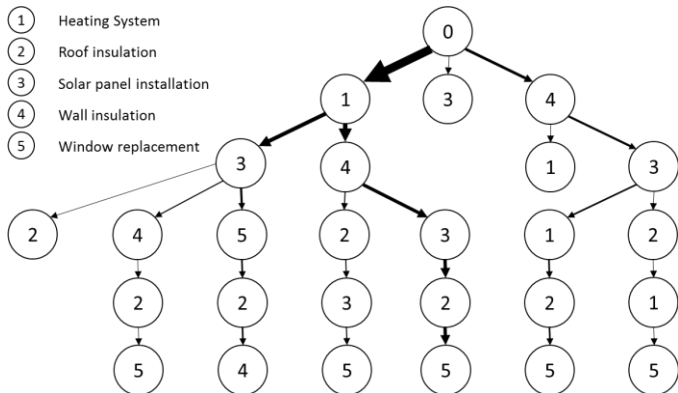 1 Heating System
2 Roof insulation
3 Solar panel installation
4 Wall insulation
5 Window replacement
0
1 3 4
3 4 1 3
2 4 5 2 3 1 2
2 2 3 2 2 1
5 4 5 5 5 5